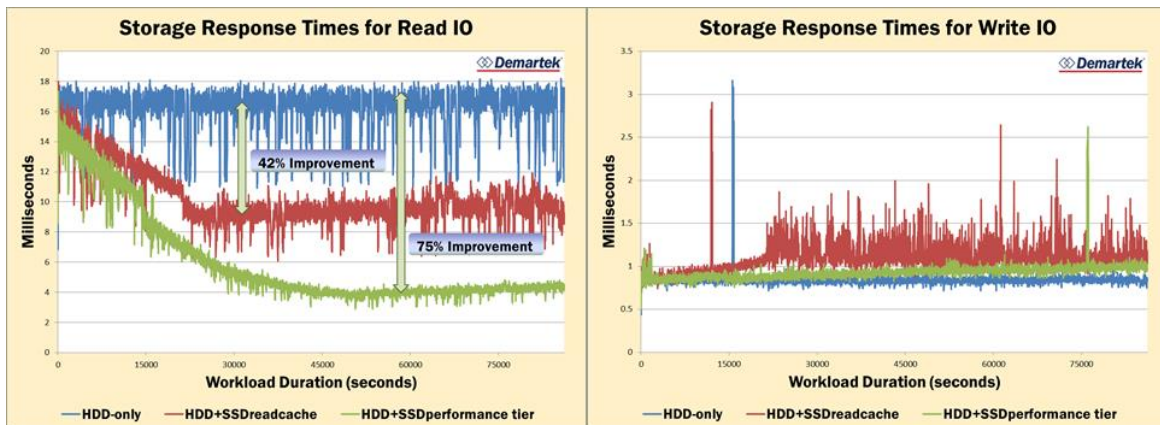 Storage Response Times for Read IO
Demartek
Milliseconds
20
18
16
14
12
10
8
6
4
2
0
42% Improvement
75% Improvement
0
15000
30000
45000
60000
75000
Workload Duration (seconds)
HDD-only
HDD+SSDreadcache
HDD+SSDperformance tier
Storage Response Times for Write IO
Demartek
Milliseconds
3.5
3
2.5
2
1.5
1
0.5
0
0
15000
30000
45000
60000
75000
Workload Duration (seconds)
HDD-only
HDD+SSDreadcache
HDD+SSDperformance tier